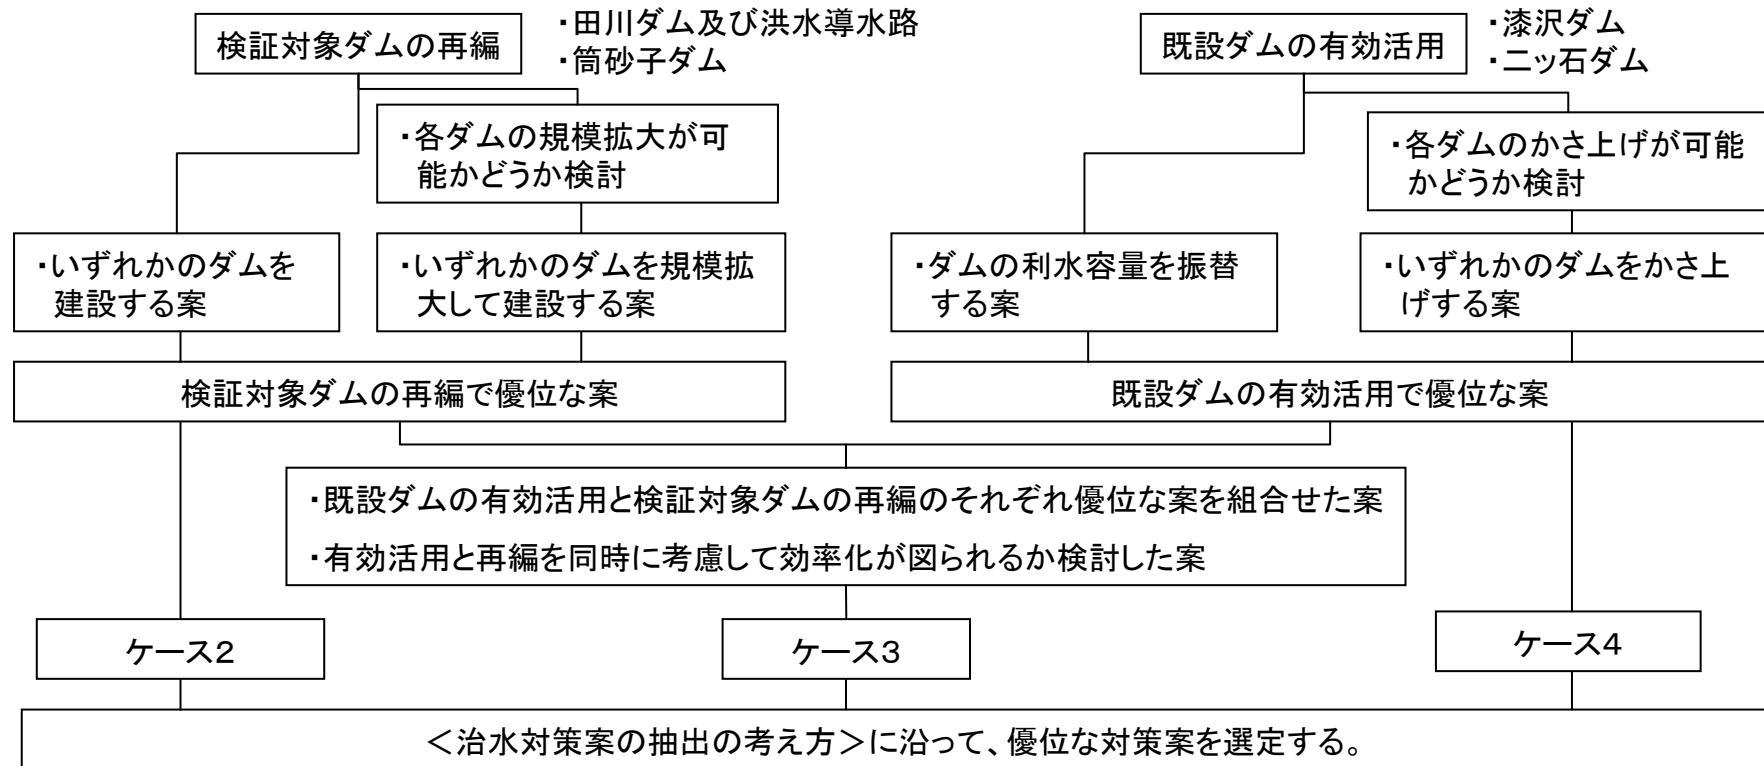 検証対象ダムの再編
・田川ダム及び洪水導水路
・筒砂子ダム
既設ダムの有効活用
・漆沢ダム
・二ッ石ダム
・各ダムの規模拡大が可
能かどうか検討
・各ダムのかさ上げが可能
かどうか検討
・いずれかのダムを
建設する案
・いずれかのダムを規模拡
大して建設する案
・ダムの利水容量を振替
する案
・いずれかのダムをかさ上
げする案
検証対象ダムの再編で優位な案
既設ダムの有効活用で優位な案
・既設ダムの有効活用と検証対象ダムの再編のそれぞれ優位な案を組合せた案
・有効活用と再編を同時に考慮して効率化が図られるか検討した案
ケース2
ケース3
ケース4
＜治水対策案の抽出の考え方＞に沿って、優位な対策案を選定する。